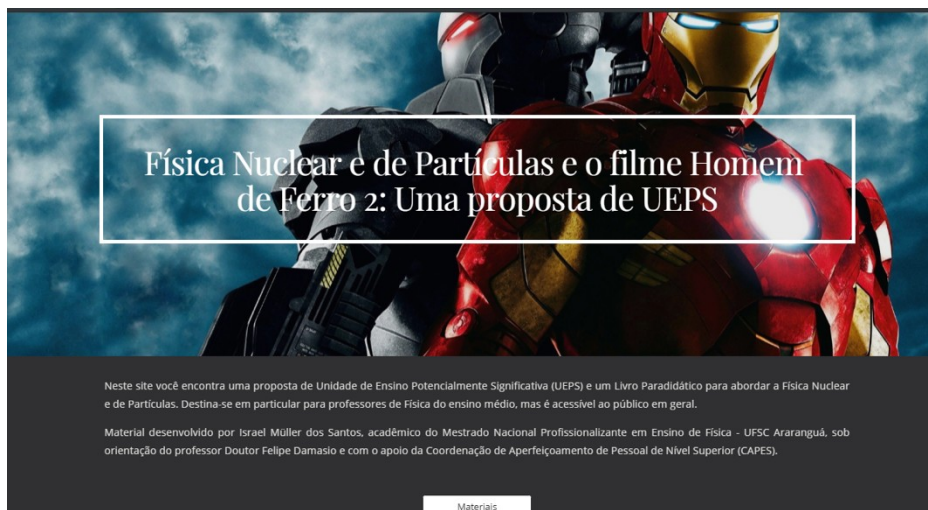 Física Nuclear e de Partículas e o filme Homem
de Ferro 2: Uma proposta de UEPS
Neste site você encontra uma proposta de Unidade de Ensino Potencialmente Significativa (UEPS) e um Livro Paradidático para abordar a Física Nuclear
e de Partículas. Destina-se em particular para professores de Física do ensino médio, mas é acessível ao público em geral.
Material desenvolvido por Israel Müller dos Santos, acadêmico do Mestrado Nacional Profissionalizante em Ensino de Física - UFSC Araranguá, sob
orientação do professor Doutor Felipe Damasio e com o apoio da Coordenação de Aperfeiçoamento de Pessoal de Nível Superior (CAPES).
Materiais